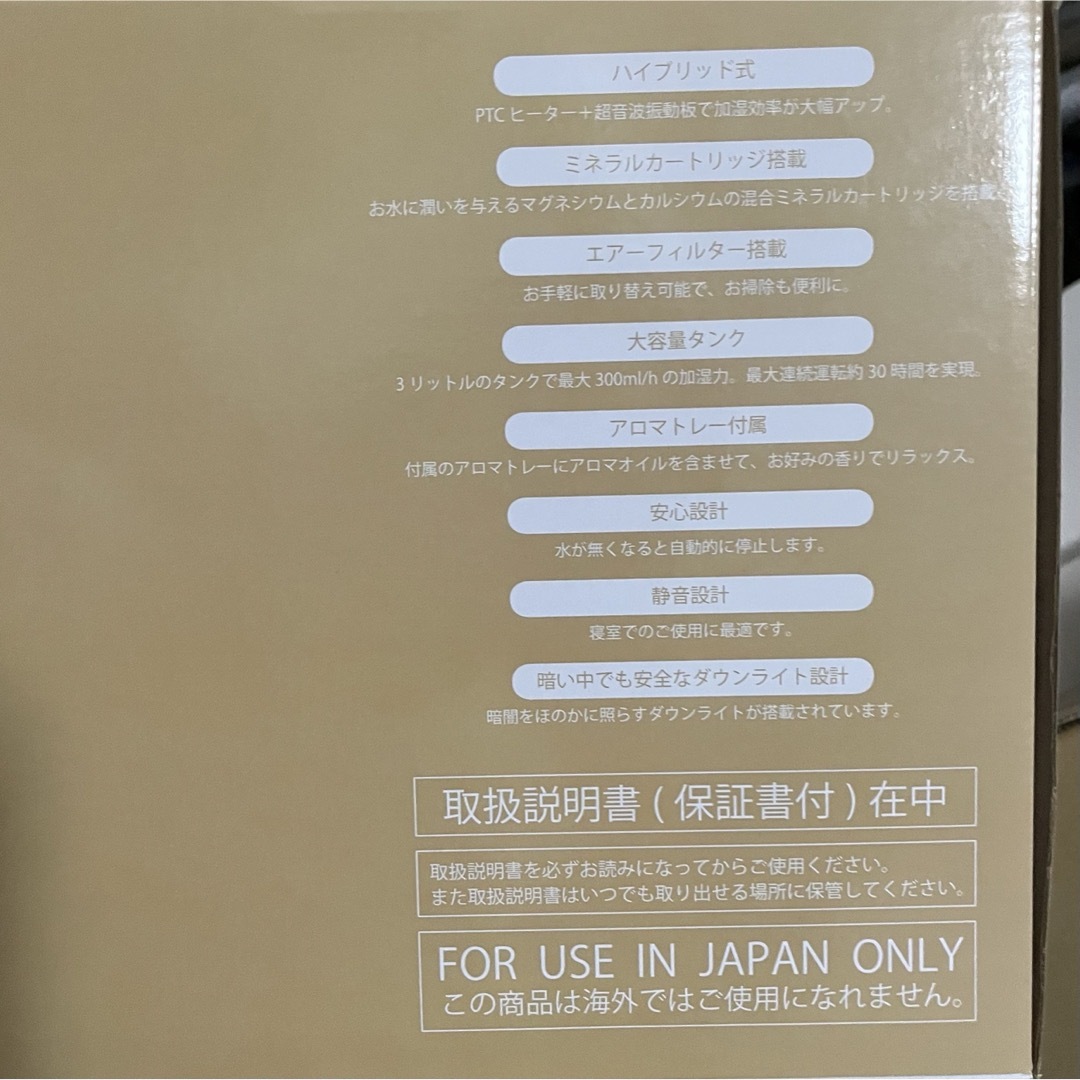 ハイブリッド式
PTC ヒーター＋超音波振動板で加湿効率が大幅アップ。
ミネラルカートリッジ搭載
お水に潤いを与えるマグネシウムとカルシウムの混合ミネラルカートリッジを搭載
エアーフィルター搭載
お手軽に取り替え可能で、お掃除も便利に。
大容量タンク
3 リットルのタンクで最大 300ml/h の加湿力。最大連続運転約 30 時間を実現。
アロマトレー付属
付属のアロマトレーにアロマオイルを含ませて、お好みの香りでリラックス。
安心設計
水が無くなると自動的に停止します。
静音設計
寝室でのご使用に最適です。
暗い中でも安全なダウンライト設計
暗闇をほのかに照らすダウンライトが搭載されています。
取扱説明書 ( 保証書付 ) 在中
取扱説明書を必ずお読みになってからご使用ください。
また取扱説明書はいつでも取り出せる場所に保管してください。
FOR USE IN JAPAN ONLY
この商品は海外ではご使用になれません。